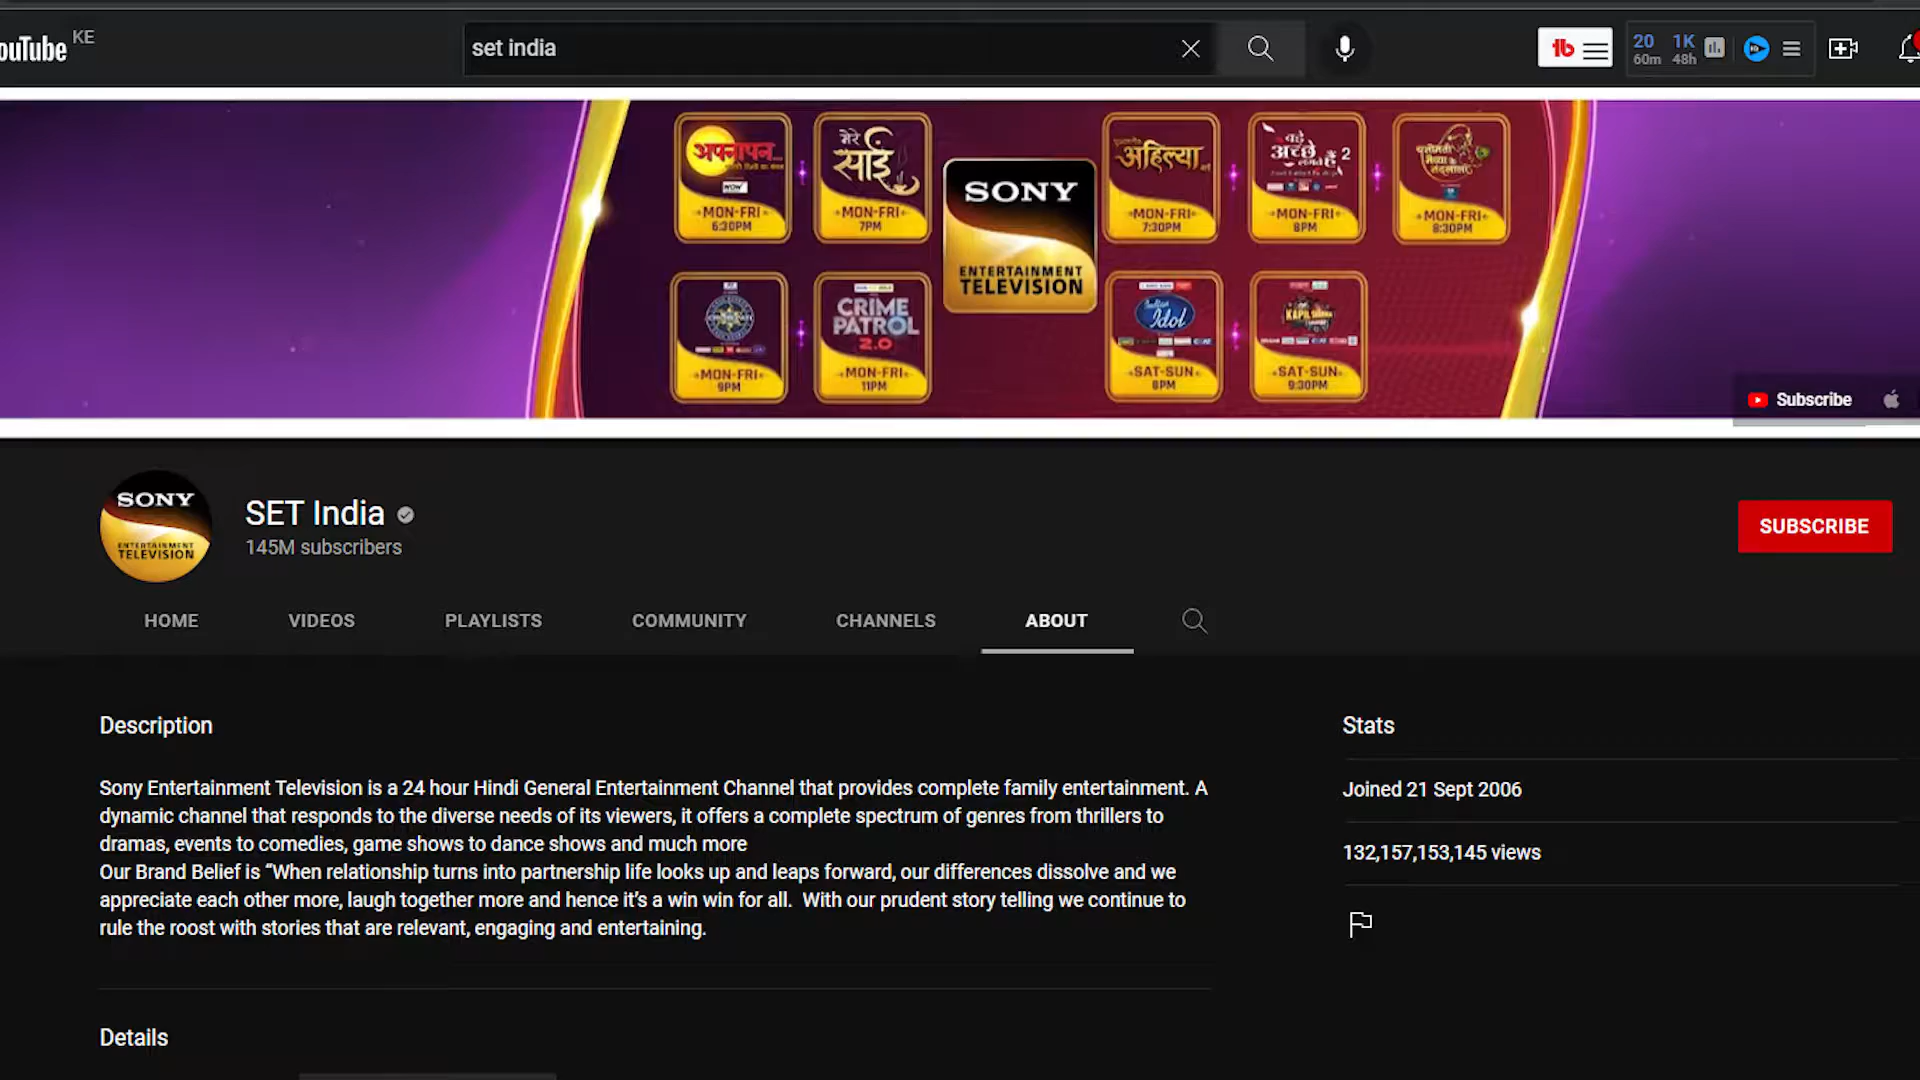 ouTube KE
set india
20 60m
1K 48h
अपनापन...
MON-FRI
6:30PM
मेरे
साईं
MON-FRI
7PM
SONY
ENTERTAINMENT
TELEVISION
अहिल्या
MON-FRI
7:30PM
बड़े
अच्छे
लगते हैं 2
MON-FRI
8PM
MON-FRI
8:30PM
MON-FRI
9PM
CRIME
PATROL
2.0
MON-FRI
11PM
Indian
Idol
SAT-SUN
8PM
KAPIL SHARMA
SAT-SUN
9:30PM
Subscribe
SONY
ENTERTAINMENT
TELEVISION
SET India
145M subscribers
SUBSCRIBE
HOME
VIDEOS
PLAYLISTS
COMMUNITY
CHANNELS
ABOUT
Description
Sony Entertainment Television is a 24 hour Hindi General Entertainment Channel that provides complete family entertainment. A
dynamic channel that responds to the diverse needs of its viewers, it offers a complete spectrum of genres from thrillers to
dramas, events to comedies, game shows to dance shows and much more
Our Brand Belief is “When relationship turns into partnership life looks up and leaps forward, our differences dissolve and we
appreciate each other more, laugh together more and hence it’s a win win for all.  With our prudent story telling we continue to
rule the roost with stories that are relevant, engaging and entertaining.
Stats
Joined 21 Sept 2006
132,157,153,145 views
Details